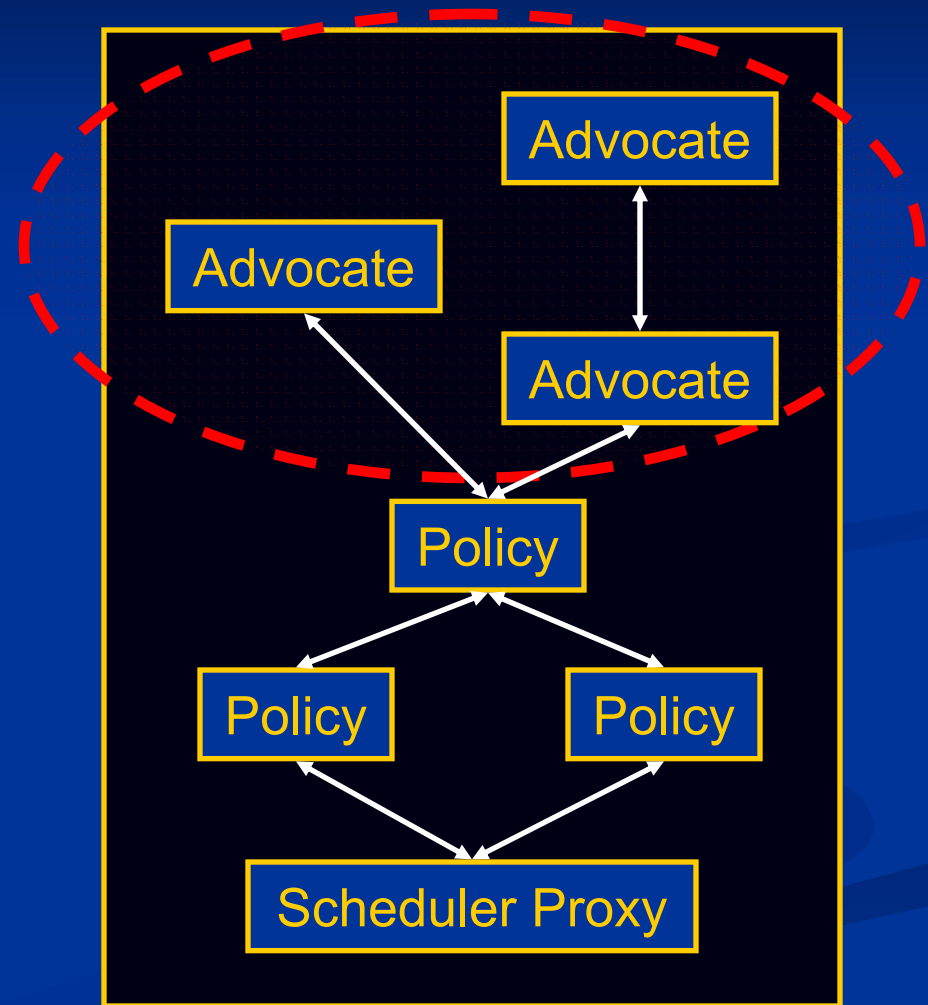 Advocate
Advocate
Advocate
Policy
Policy
Policy
Scheduler Proxy